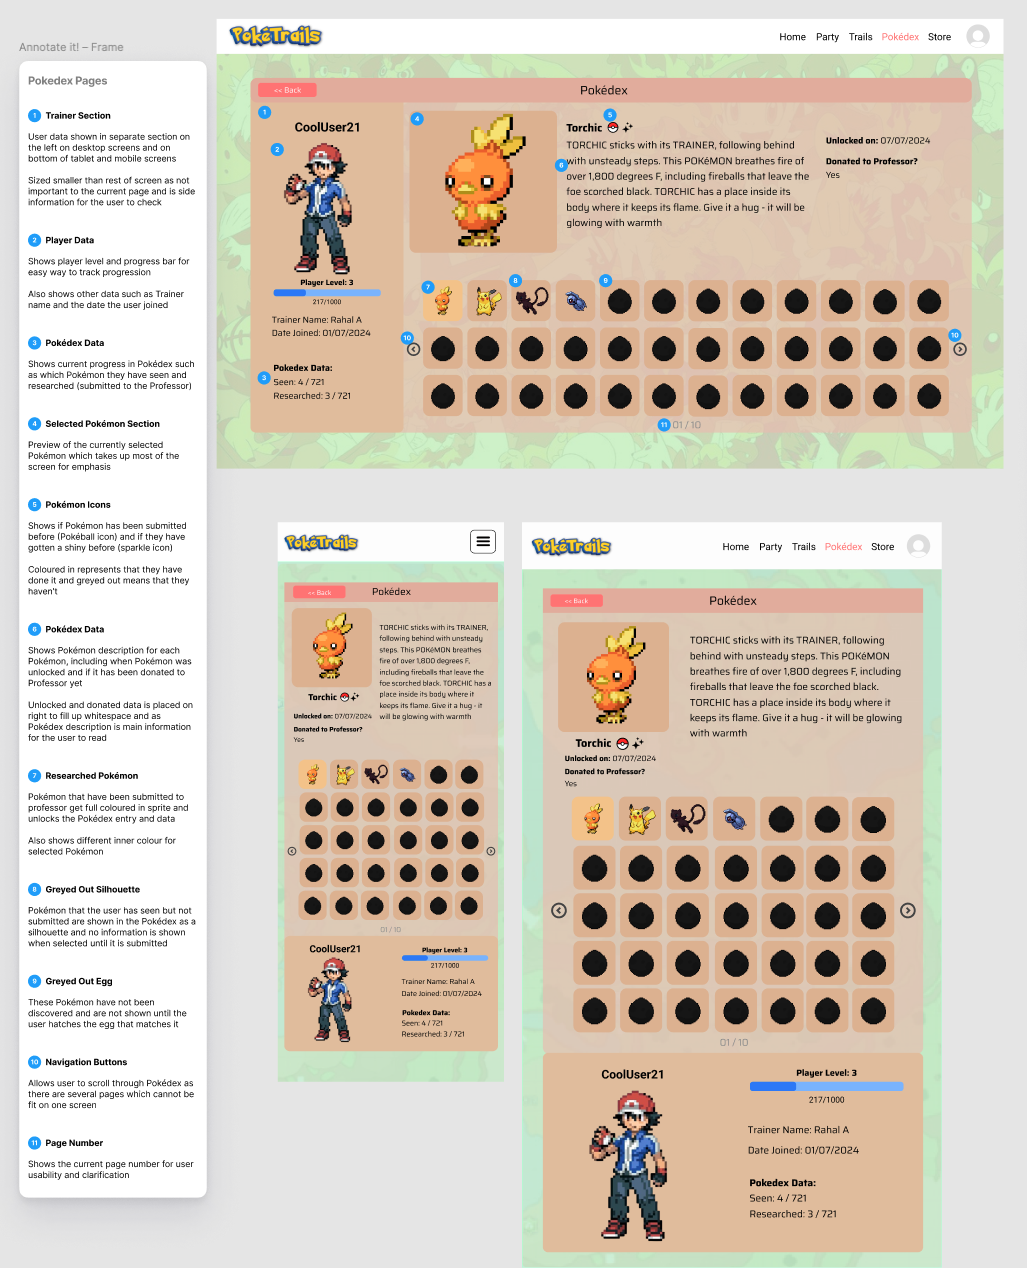 Annotate it! – Frame
Pokedex Pages
1 Trainer Section
User data shown in separate section on
the left on desktop screens and on
bottom of tablet and mobile screens
Sized smaller than rest of screen as not
important to the current page and is side
information for the user to check
2 Player Data
Shows player level and progress bar for
easy way to track progression
Also shows other data such as Trainer
name and the date the user joined
3 Pokédex Data
Shows current progress in Pokédex such
as which Pokémon they have seen and
researched (submitted to the Professor)
4 Selected Pokémon Section
Preview of the currently selected
Pokémon which takes up most of the
screen for emphasis
5 Pokémon Icons
Shows if Pokémon has been submitted
before (Pokéball icon) and if they have
gotten a shiny before (sparkle icon)
Coloured in represents that they have
done it and greyed out means that they
haven't
6 Pokédex Data
Shows Pokémon description for each
Pokémon, including when Pokémon was
unlocked and if it has been donated to
Professor yet
Unlocked and donated data is placed on
right to fill up whitespace and as
Pokédex description is main information
for the user to read
7 Researched Pokémon
Pokémon that have been submitted to
professor get full coloured in sprite and
unlocks the Pokédex entry and data
Also shows different inner colour for
selected Pokémon
8 Greyed Out Silhouette
Pokémon that the user has seen but not
submitted are shown in the Pokédex as a
silhouette and no information is shown
when selected until it is submitted
9 Greyed Out Egg
These Pokémon have not been
discovered and are not shown until the
user hatches the egg that matches it
10 Navigation Buttons
Allows user to scroll through Pokédex as
there are several pages which cannot be
fit on one screen
11 Page Number
Shows the current page number for user
usability and clarification
PokéTrails
Home Party Trails Pokédex Store
<< Back
Pokédex
1
CoolUser21
2
Player Level: 3
217/1000
Trainer Name: Rahal A
Date Joined: 01/07/2024
Pokedex Data:
3
Seen: 4 / 721
Researched: 3 / 721
4
5
Torchic
6
TORCHIC sticks with its TRAINER, following behind
with unsteady steps. This POKéMON breathes fire of
over 1,800 degrees F, including fireballs that leave the
foe scorched black. TORCHIC has a place inside its
body where it keeps its flame. Give it a hug - it will be
glowing with warmth
Unlocked on: 07/07/2024
Donated to Professor?
Yes
7
8
9
10
10
11 01 / 10
PokéTrails
<< Back
Pokédex
TORCHIC sticks with its TRAINER,
following behind with unsteady
steps. This POKéMON breathes
fire of over 1,800 degrees F,
including fireballs that leave the
foe scorched black. TORCHIC has a
place inside its body where it
keeps its flame. Give it a hug - it
will be glowing with warmth
Torchic
Unlocked on: 07/07/2024
Donated to Professor?
Yes
01 / 10
CoolUser21
Player Level: 3
217/1000
Trainer Name: Rahal A
Date Joined: 01/07/2024
Pokedex Data:
Seen: 4 / 721
Researched: 3 / 721
PokéTrails
Home Party Trails Pokédex Store
<< Back
Pokédex
TORCHIC sticks with its TRAINER, following
behind with unsteady steps. This POKéMON
breathes fire of over 1,800 degrees F, including
fireballs that leave the foe scorched black.
TORCHIC has a place inside its body where it
keeps its flame. Give it a hug - it will be glowing
with warmth
Torchic
Unlocked on: 07/07/2024
Donated to Professor?
Yes
01 / 10
CoolUser21
Player Level: 3
217/1000
Trainer Name: Rahal A
Date Joined: 01/07/2024
Pokedex Data:
Seen: 4 / 721
Researched: 3 / 721